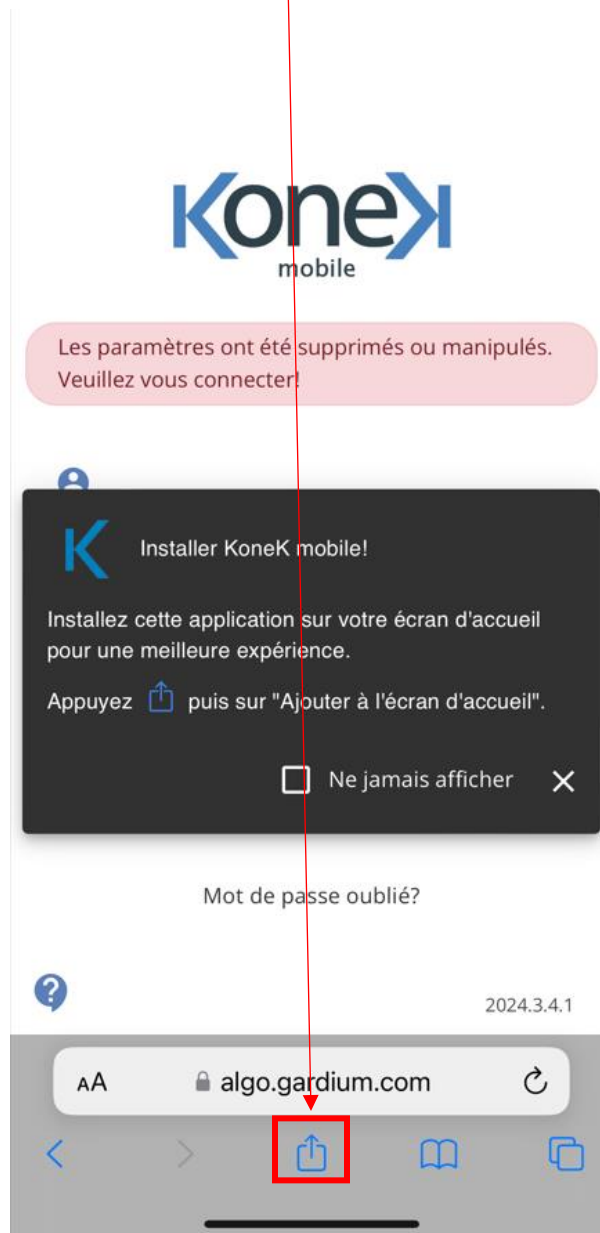 KoneK
mobile
Les paramètres ont été supprimés ou manipulés.
Veuillez vous connecter!
K
Installer KoneK mobile!
Installez cette application sur votre écran d'accueil
pour une meilleure expérience.
Appuyez puis sur "Ajouter à l'écran d'accueil".
Ne jamais afficher
Mot de passe oublié?
?
2024.3.4.1
AA algo.gardium.com